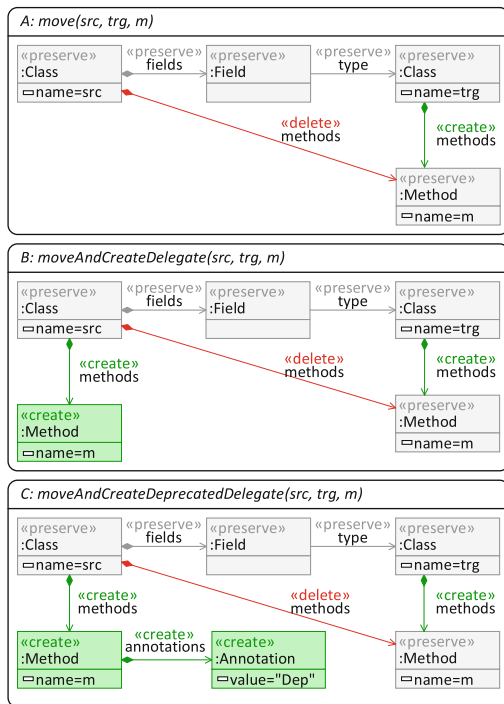 A: move(src, trg, m)
«preserve» «preserve» «preserve» «preserve» «preserve»
:Class fields :Field type :Class
name=src name=trg
«delete» «create»
methods methods
«preserve»
:Method
name=m
B: moveAndCreateDelegate(src, trg, m)
«preserve» «preserve» «preserve» «preserve» «preserve»
:Class fields :Field type :Class
name=src name=trg
«create» «delete» «create»
methods methods methods
«create» «preserve»
:Method :Method
name=m name=m
C: moveAndCreateDeprecatedDelegate(src, trg, m)
«preserve» «preserve» «preserve» «preserve» «preserve»
:Class fields :Field type :Class
name=src name=trg
«create» «delete» «create»
methods methods methods
«create» «create» «create» «preserve»
:Method annotations :Annotation :Method
name=m value="Dep" name=m